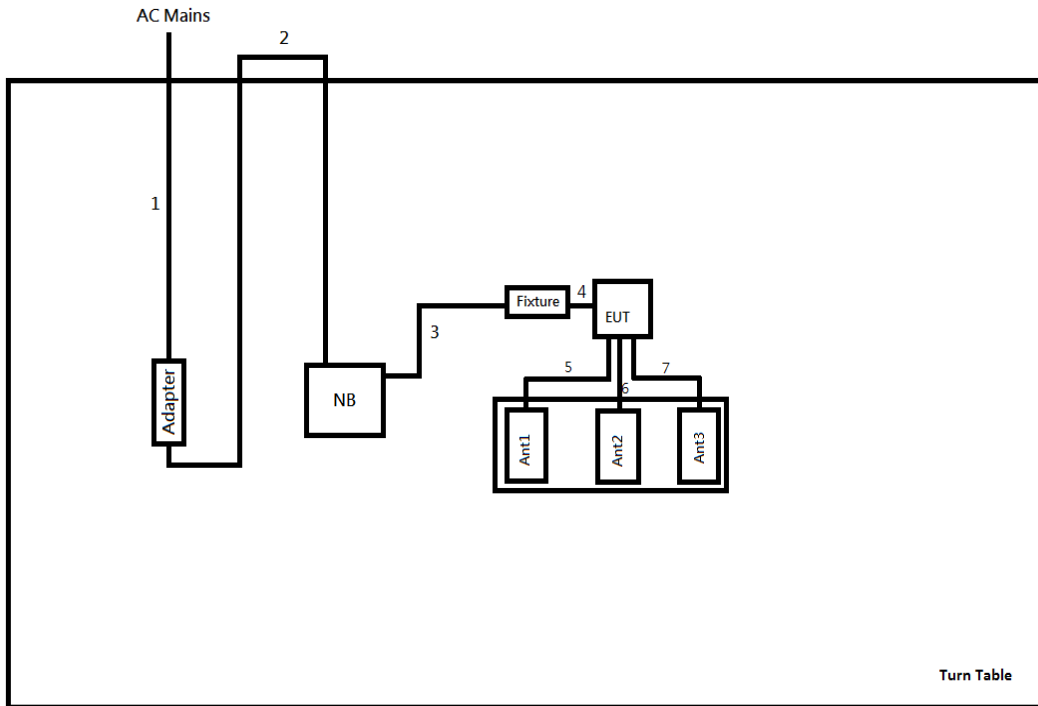 AC Mains
2
1
Fixture
4
EUT
3
5
7
6
Adapter
NB
Ant1
Ant2
Ant3
Turn Table